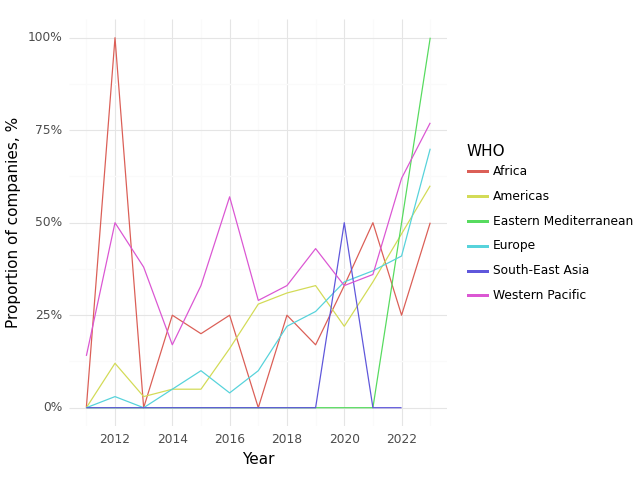 100%
75%
50%
25%
0%
Proportion of companies, %
2012 2014 2016 2018 2020 2022
Year
WHO
Africa
Americas
Eastern Mediterranean
Europe
South-East Asia
Western Pacific